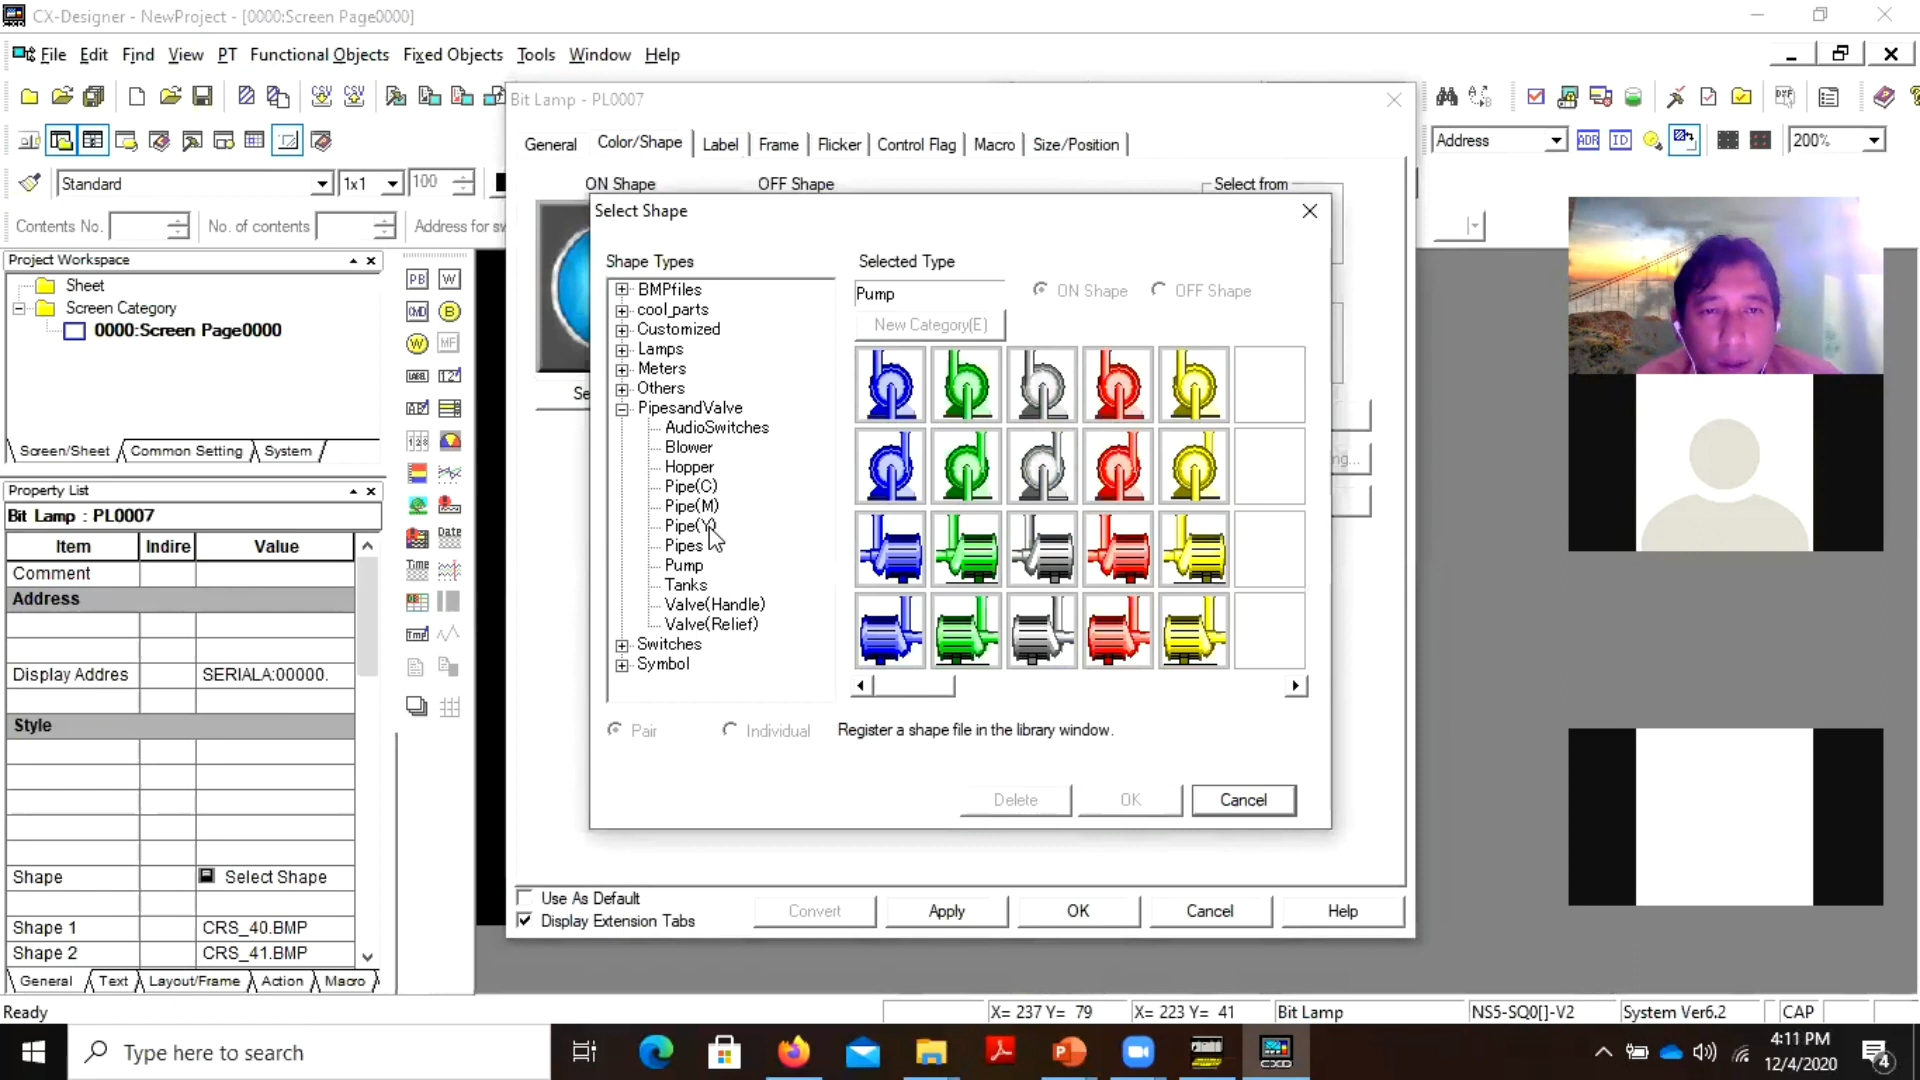 CX-Designer - NewProject - [0000:Screen Page0000]
File Edit Find View PT Functional Objects Fixed Objects Tools Window Help
Bit Lamp - PL0007
Address 200%
Standard 1x1 100
General Color/Shape Label Frame Flicker Control Flag Macro Size/Position
ON Shape OFF Shape Select from
Contents No. No. of contents Address for sw
Select Shape
Project Workspace
Sheet
Screen Category
0000:Screen Page0000
Screen/Sheet Common Setting System
Property List
Bit Lamp : PL0007
Item Indire Value
Comment
Address
Display Addres SERIALA:00000.
Style
Shape Select Shape
Shape 1 CRS_40.BMP
Shape 2 CRS_41.BMP
General Text Layout/Frame Action Macro
Shape Types Selected Type
Pump ON Shape OFF Shape
New Category(E)
BMPfiles
cool_parts
Customized
Lamps
Meters
Others
PipesandValve
AudioSwitches
Blower
Hopper
Pipe(C)
Pipe(M)
Pipe(Y)
Pipes
Pump
Tanks
Valve(Handle)
Valve(Relief)
Switches
Symbol
Se
ng...
Pair Individual Register a shape file in the library window.
Delete OK Cancel
Use As Default
Display Extension Tabs
Convert Apply OK Cancel Help
Ready X= 237 Y= 79 X= 223 Y= 41 Bit Lamp NS5-SQ0[]-V2 System Ver6.2 CAP
Type here to search
4:11 PM
12/4/2020
4